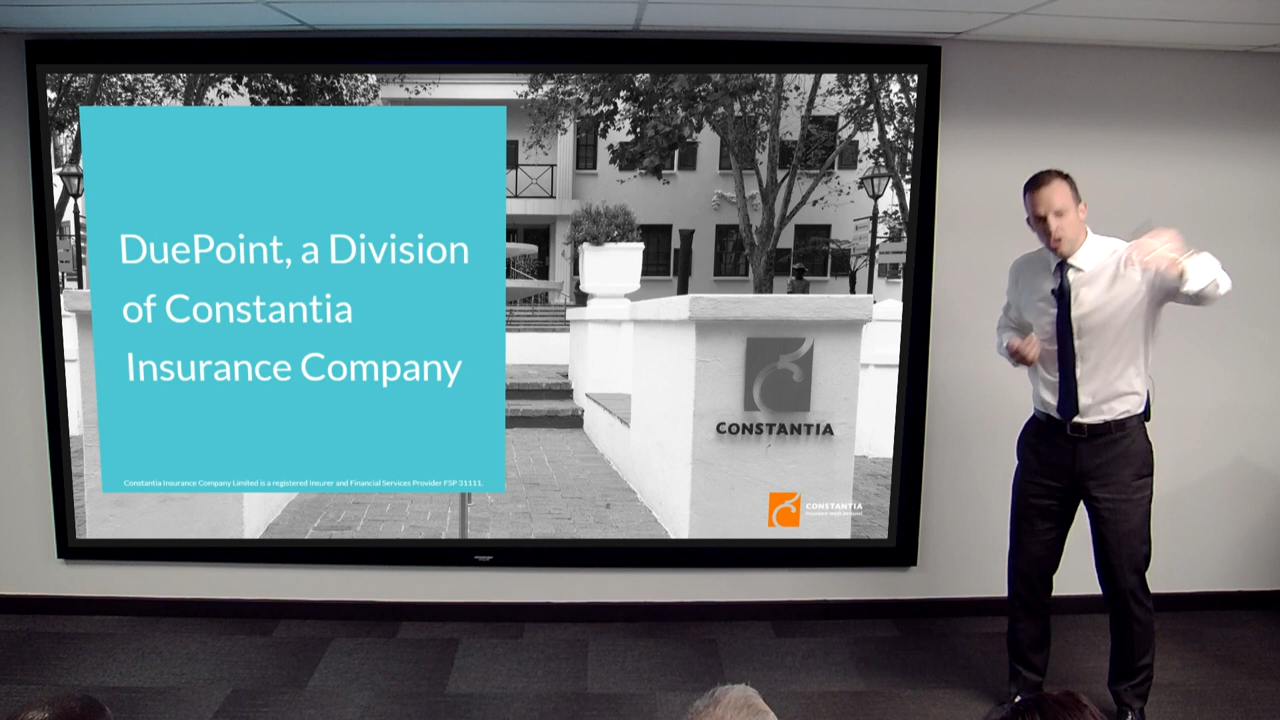 DuePoint, a Division
of Constantia
Insurance Company
Constantia Insurance Company Limited is a registered Insurer and Financial Services Provider FSP 31111.
CONSTANTIA
CONSTANTIA